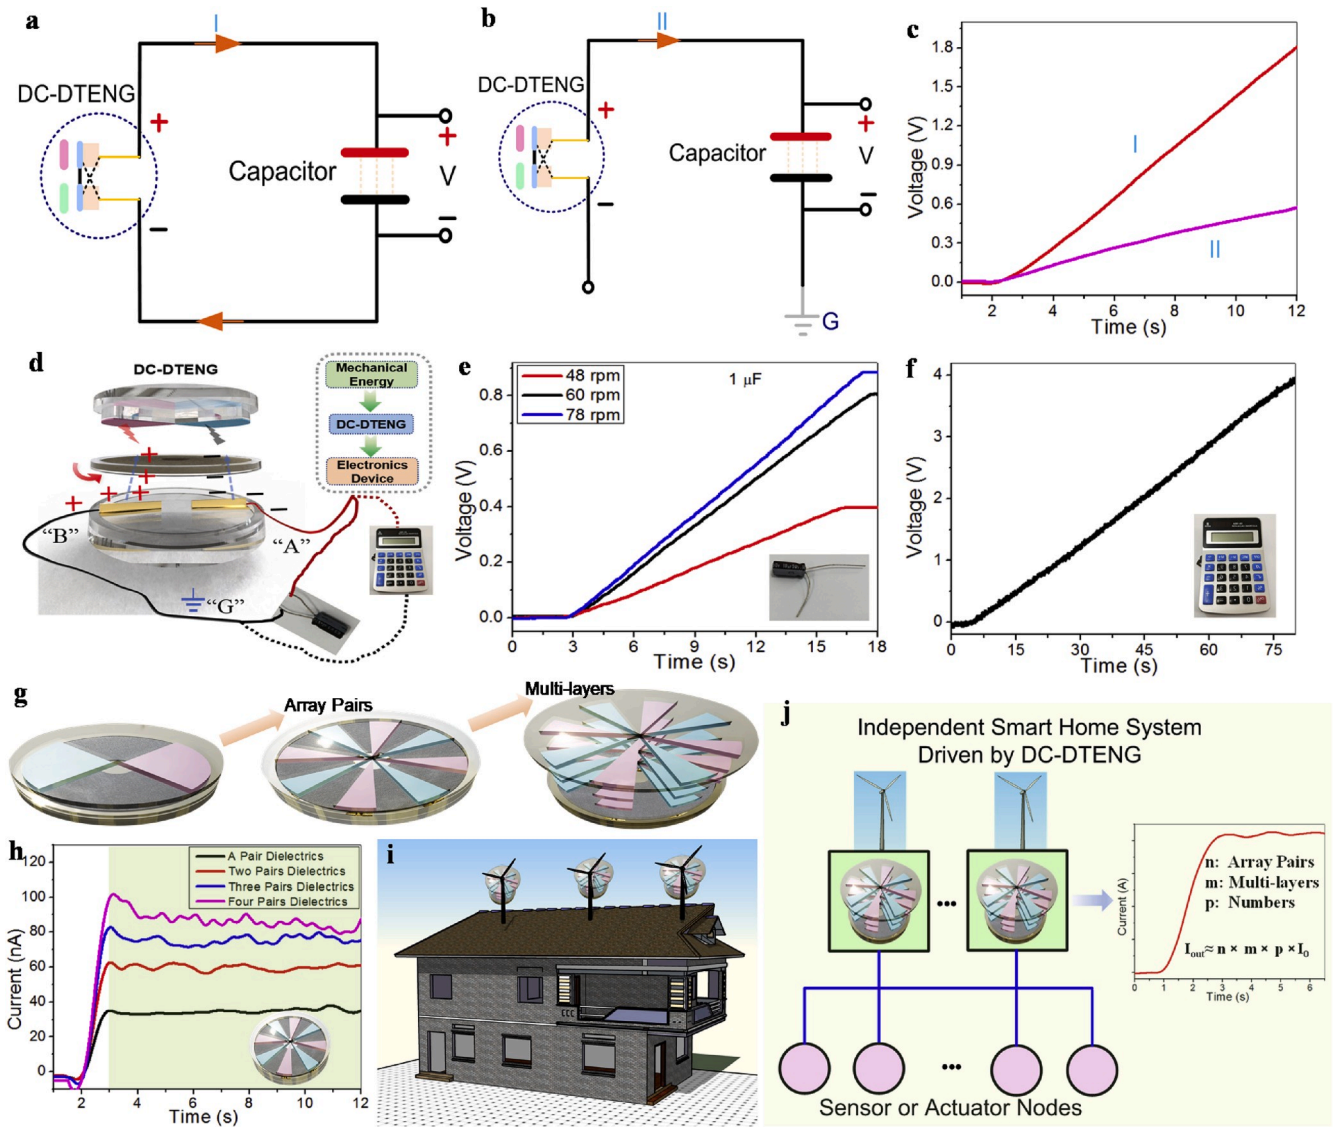 a
I
DC-DTENG
+
−
Capacitor
+
V
−
b
II
DC-DTENG
+
−
Capacitor
+
V
−
G
c
Voltage (V)
1.8
1.5
1.2
0.9
0.6
0.3
0.0
I
II
2 4 6 8 10 12
Time (s)
d
DC-DTENG
Mechanical
Energy
DC-DTENG
Electronics
Device
“B”
“A”
“G”
e
48 rpm
60 rpm
78 rpm
1 μF
Voltage (V)
0.8
0.6
0.4
0.2
0.0
0 3 6 9 12 15 18
Time (s)
f
Voltage (V)
4
3
2
1
0
0 15 30 45 60 75
Time (s)
g
Array Pairs
Multi-layers
h
A Pair Dielectrics
Two Pairs Dielectrics
Three Pairs Dielectrics
Four Pairs Dielectrics
Current (nA)
120
100
80
60
40
20
0
2 4 6 8 10 12
Time (s)
i
j
Independent Smart Home System
Driven by DC-DTENG
n: Array Pairs
m: Multi-layers
p: Numbers
Iout≈ n × m × p ×I0
Current (A)
0 1 2 3 4 5 6
Time (s)
Sensor or Actuator Nodes